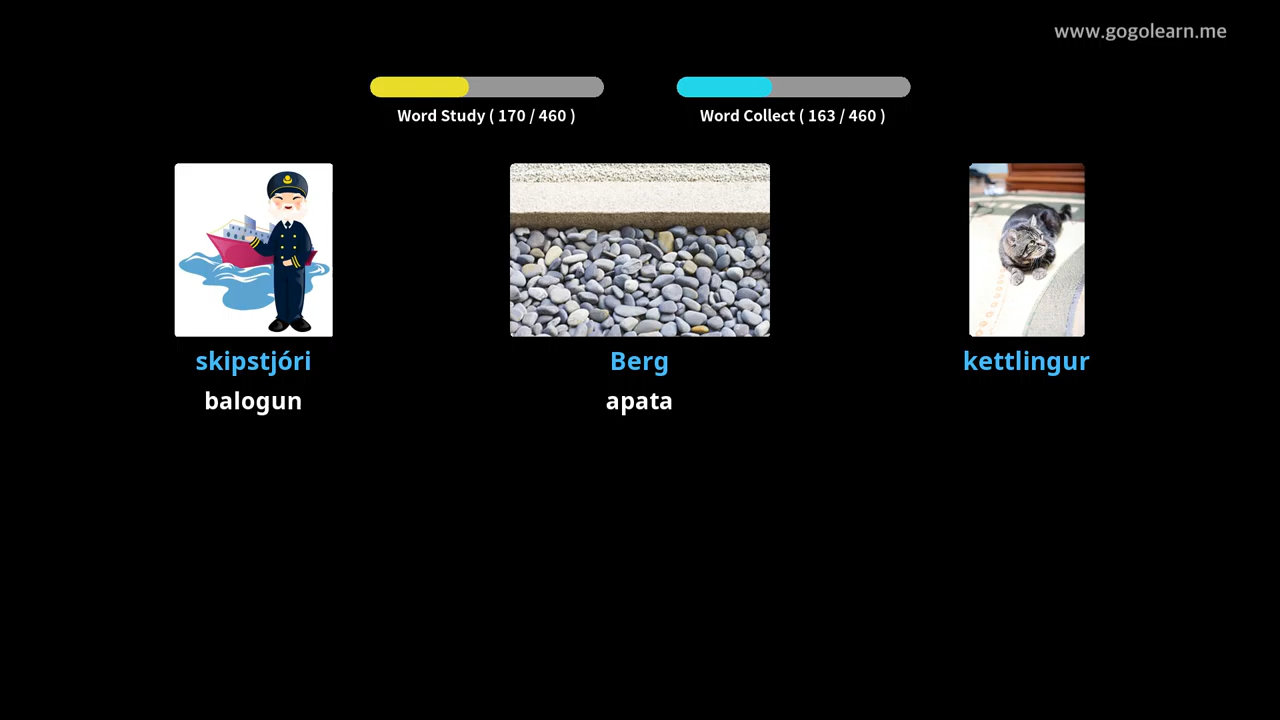 www.gogolearn.me
Word Study ( 170 / 460 )
Word Collect ( 163 / 460 )
skipstjóri
balogun
Berg
apata
kettlingur